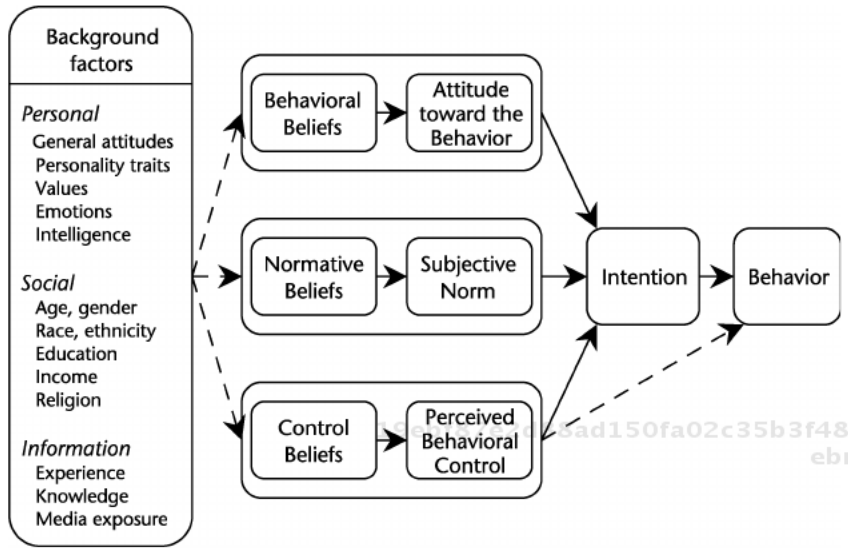 Background
factors
Personal
General attitudes
Personality traits
Values
Emotions
Intelligence
Social
Age, gender
Race, ethnicity
Education
Income
Religion
Information
Experience
Knowledge
Media exposure
Behavioral
Beliefs
Attitude
toward the
Behavior
Normative
Beliefs
Subjective
Norm
Control
Beliefs
Perceived
Behavioral
Control
Intention
Behavior
ebr